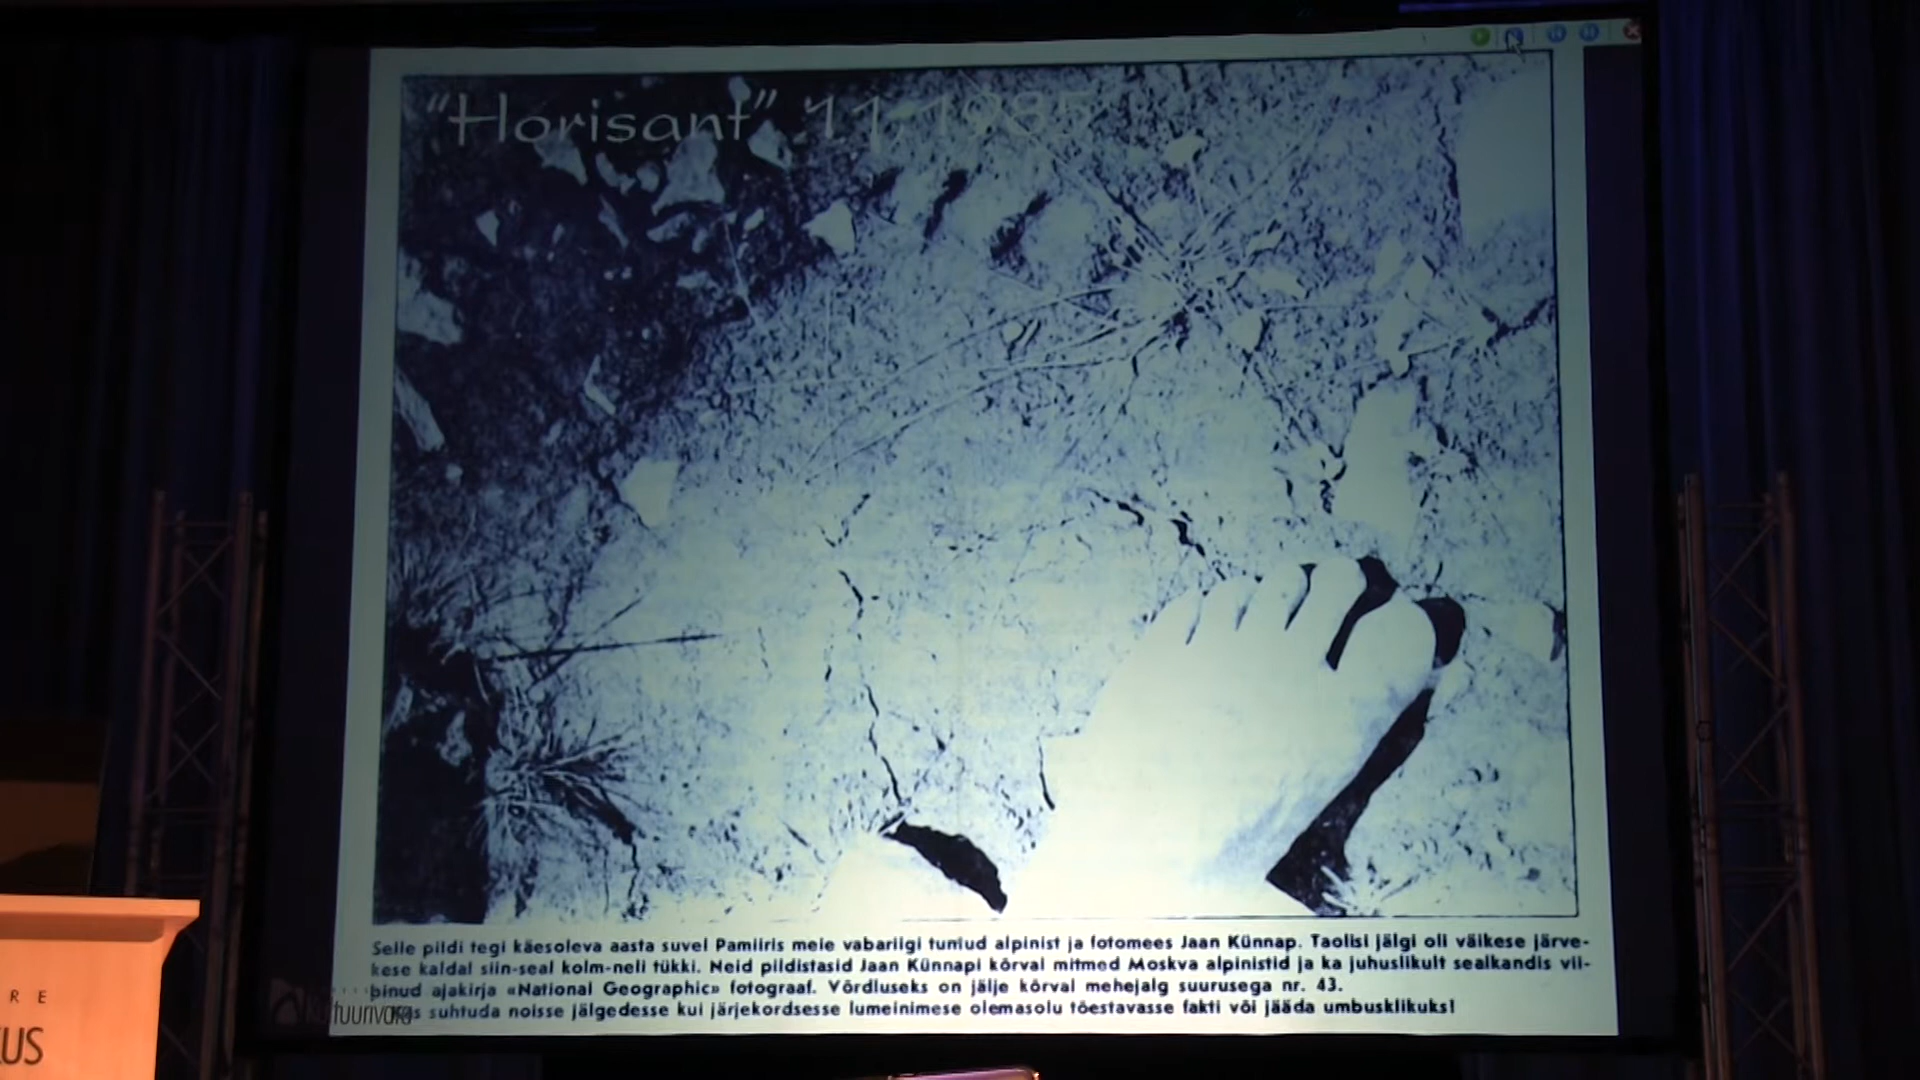 "Horisont" 11, 1985
Selle pildi tegi käesoleva aasta suvel Pamiiris meie vabariigi tuntud alpinist ja fotomees Jaan Künnap. Taolisi jälgi oli väikese järve-
kese kaldal siin-seal kolm-neli tükki. Neid pildistasid Jaan Künnapi kõrval mitmed Moskva alpinistid ja ka juhuslikult sealkandis vii-
binud ajakirja «National Geographic» fotograaf. Võrdluseks on jälje kõrval mehejalg suurusega nr. 43.
suhtuda noisse jälgedesse kui järjekordsesse lumeinimese olemasolu tõestavasse fakti või jääda umbusklikuks!
R E
US